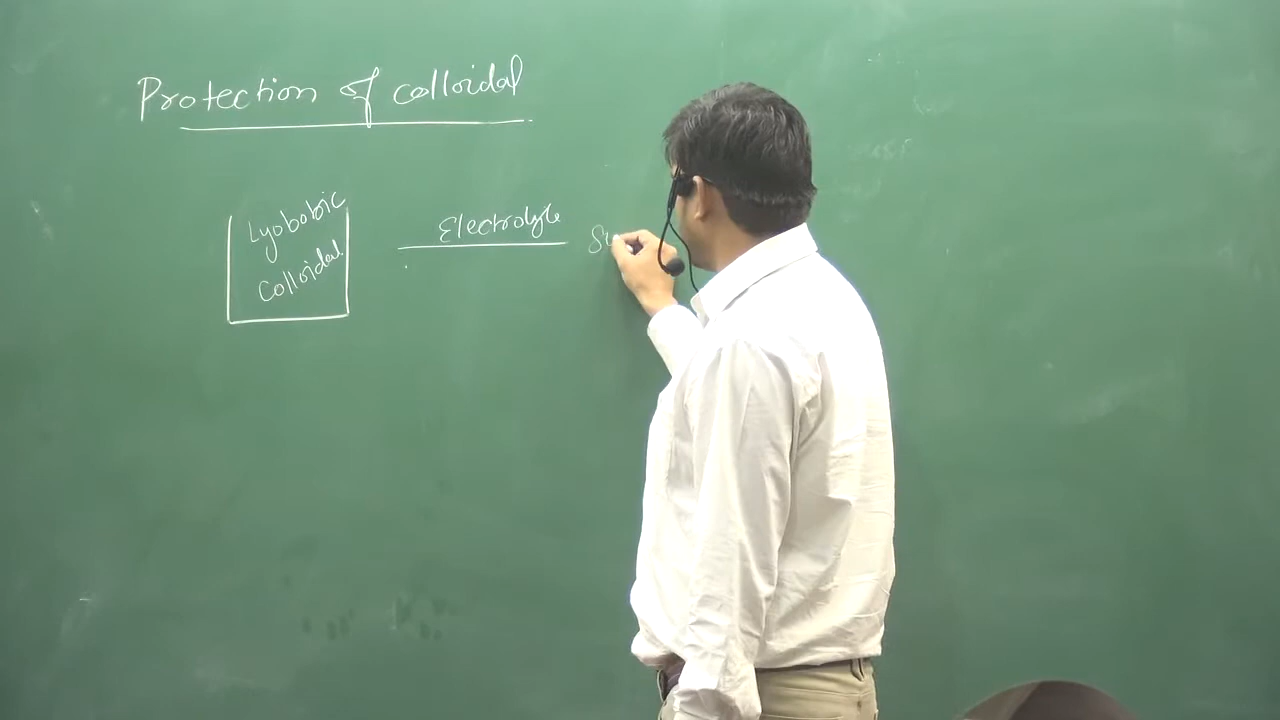 Protection of colloidal
Lyobobic
Colloidal
Electrolyte